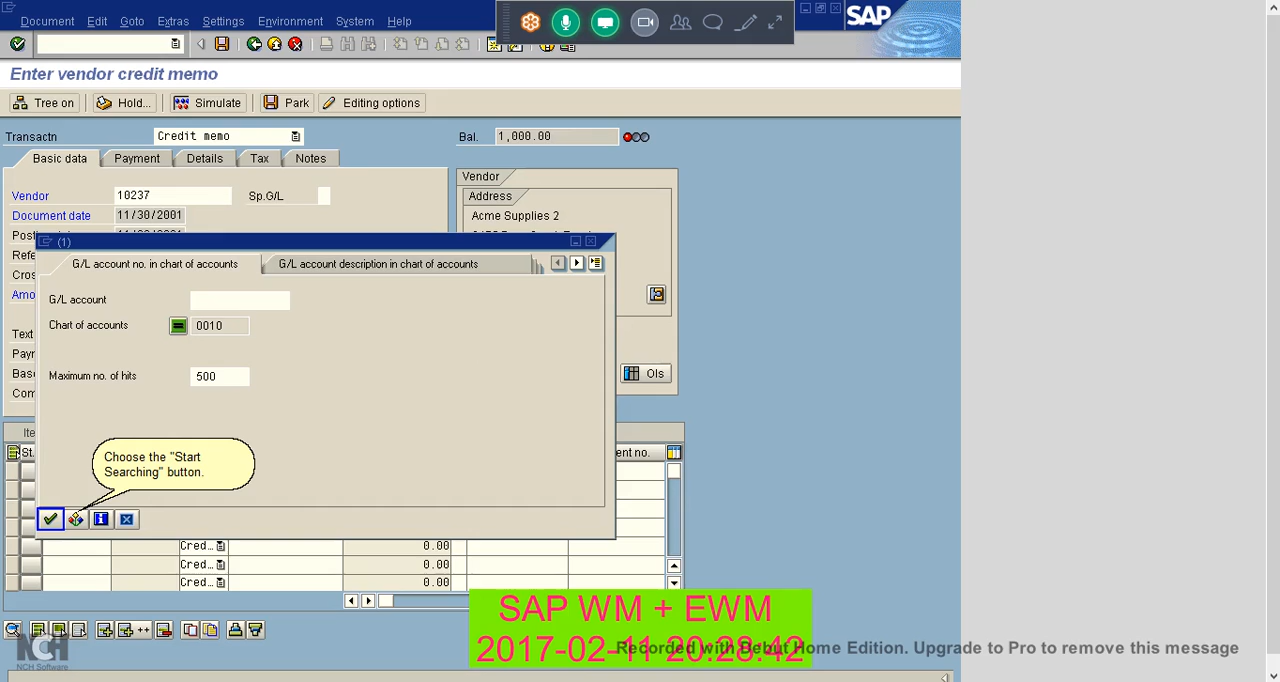 Document Edit Goto Extras Settings Environment System Help
SAP
Enter vendor credit memo
Tree on Hold... Simulate Park Editing options
Transactn Credit memo Bal. 1,000.00
Basic data Payment Details Tax Notes
Vendor 10237 Sp.G/L
Document date 11/30/2001
Vendor
Address
Acme Supplies 2
(1)
G/L account no. in chart of accounts G/L account description in chart of accounts
G/L account
Chart of accounts 0010
Maximum no. of hits 500
Choose the "Start
Searching" button.
OIs
ent no.
Cred... 0.00
Cred... 0.00
Cred... 0.00
SAP WM + EWM
2017-02-11 20:28:42
Recorded with Debut Home Edition. Upgrade to Pro to remove this message
NCH
NCH Software